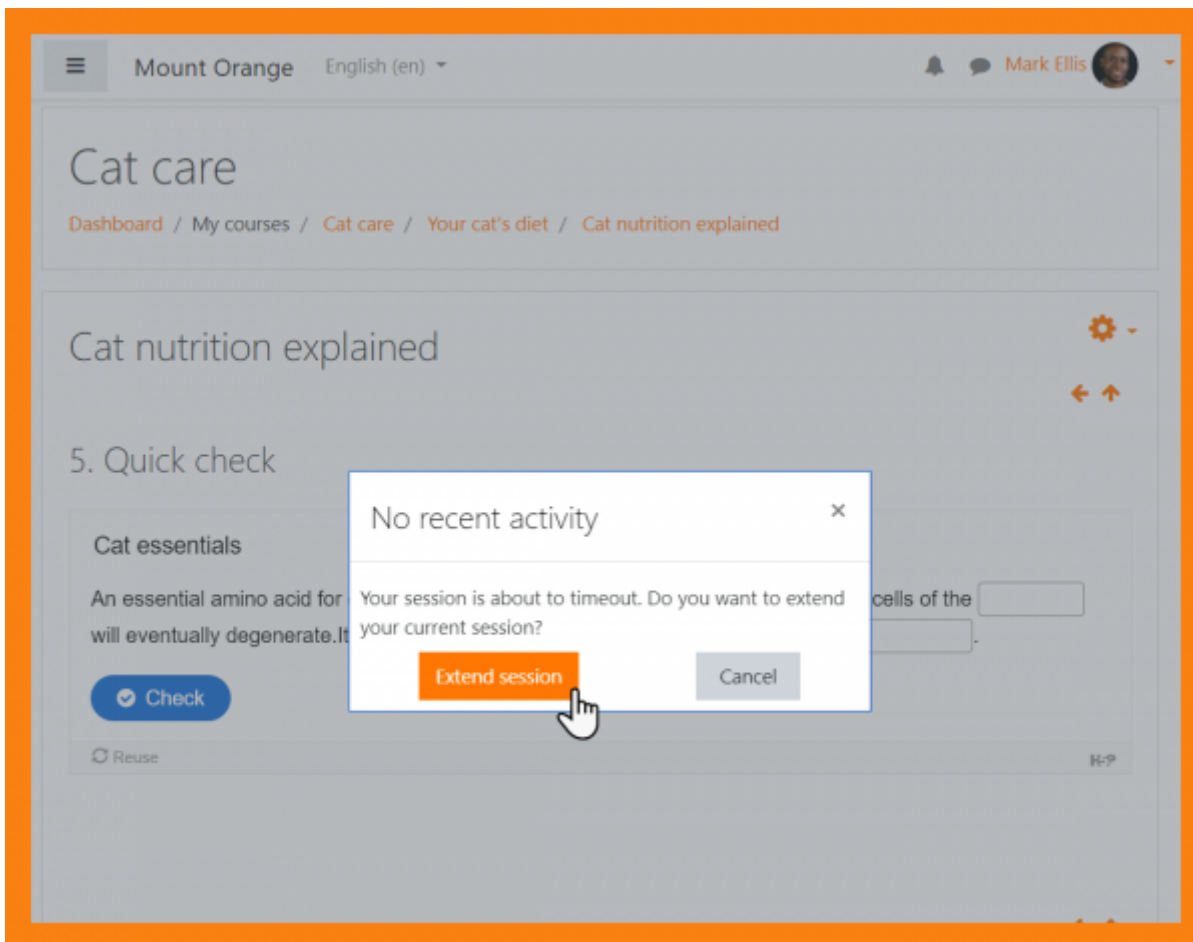 Mount Orange English (en) Mark Ellis
Cat care
Dashboard / My courses / Cat care / Your cat's diet / Cat nutrition explained
Cat nutrition explained
5. Quick check
No recent activity ×
Cat essentials
Your session is about to timeout. Do you want to extend
your current session?
Extend session Cancel
An essential amino acid for cells of the
will eventually degenerate.It .
Check
Reuse H-P